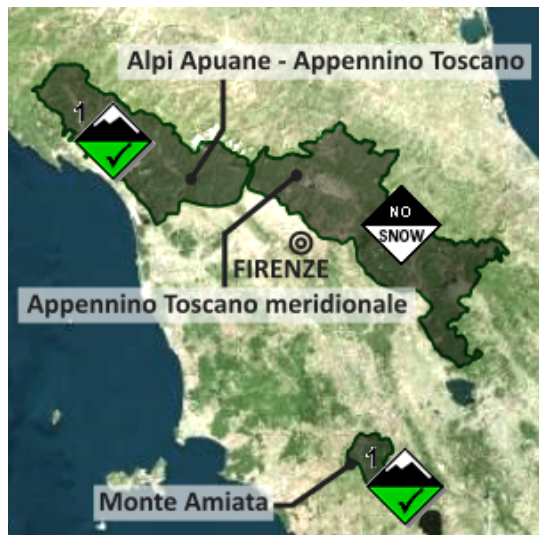 Alpi Apuane - Appennino Toscano
1
NO
SNOW
FIRENZE
Appennino Toscano meridionale
1
Monte Amiata